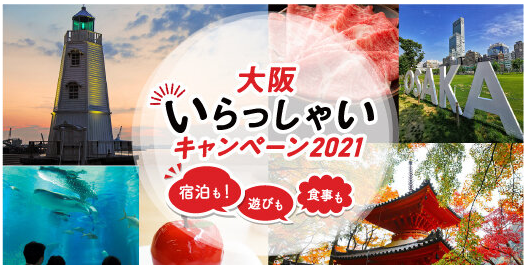 大阪
いらっしゃい
キャンペーン2021
宿泊も!
遊びも
食事も
OSAKA